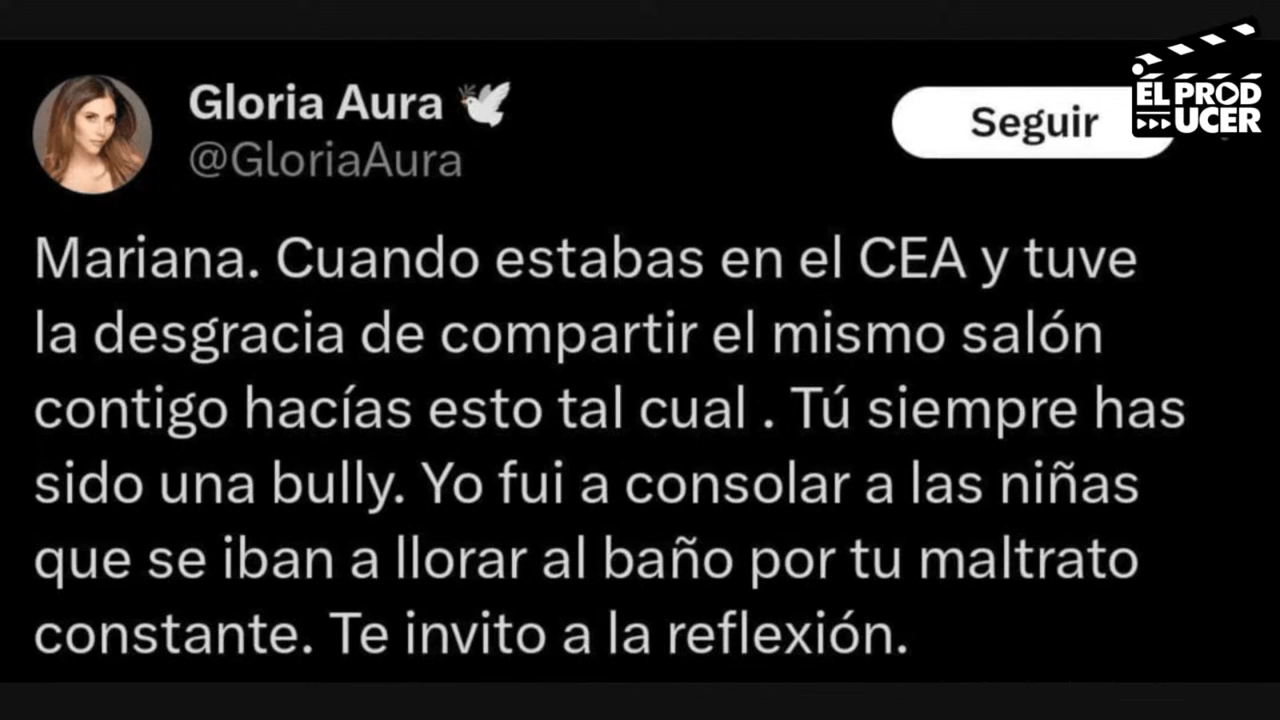 Gloria Aura 🕊
@GloriaAura
Seguir
EL PROD
UCER
Mariana. Cuando estabas en el CEA y tuve
la desgracia de compartir el mismo salón
contigo hacías esto tal cual . Tú siempre has
sido una bully. Yo fui a consolar a las niñas
que se iban a llorar al baño por tu maltrato
constante. Te invito a la reflexión.